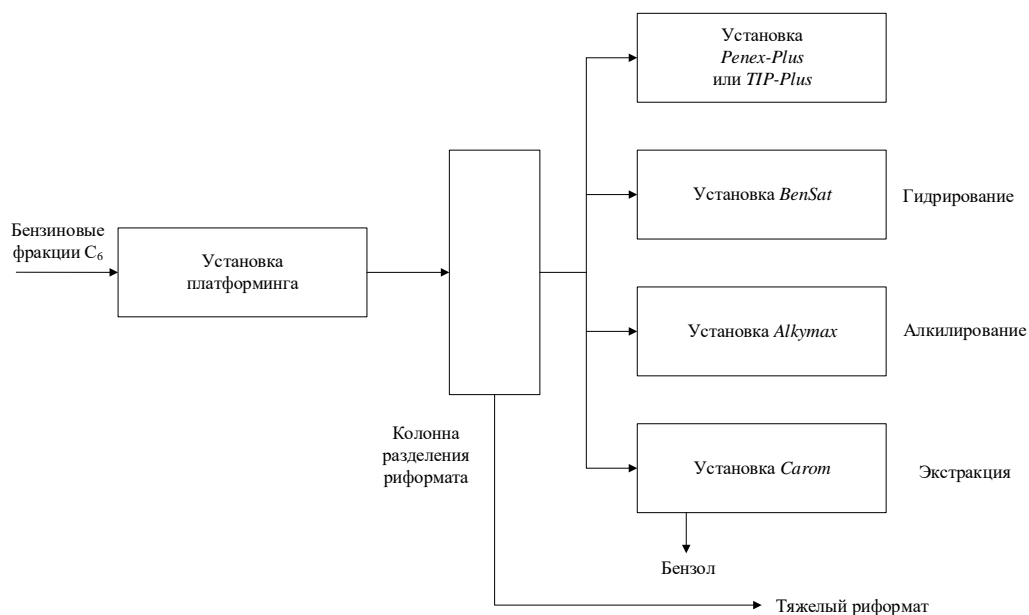 Установка
Penex-Plus
или TIP-Plus
Установка BenSat
Гидрирование
Бензиновые
фракции C₆
Установка
платформинга
Установка Alkymax
Алкилирование
Колонна
разделения
риформата
Установка Carom
Экстракция
Бензол
Тяжелый риформат